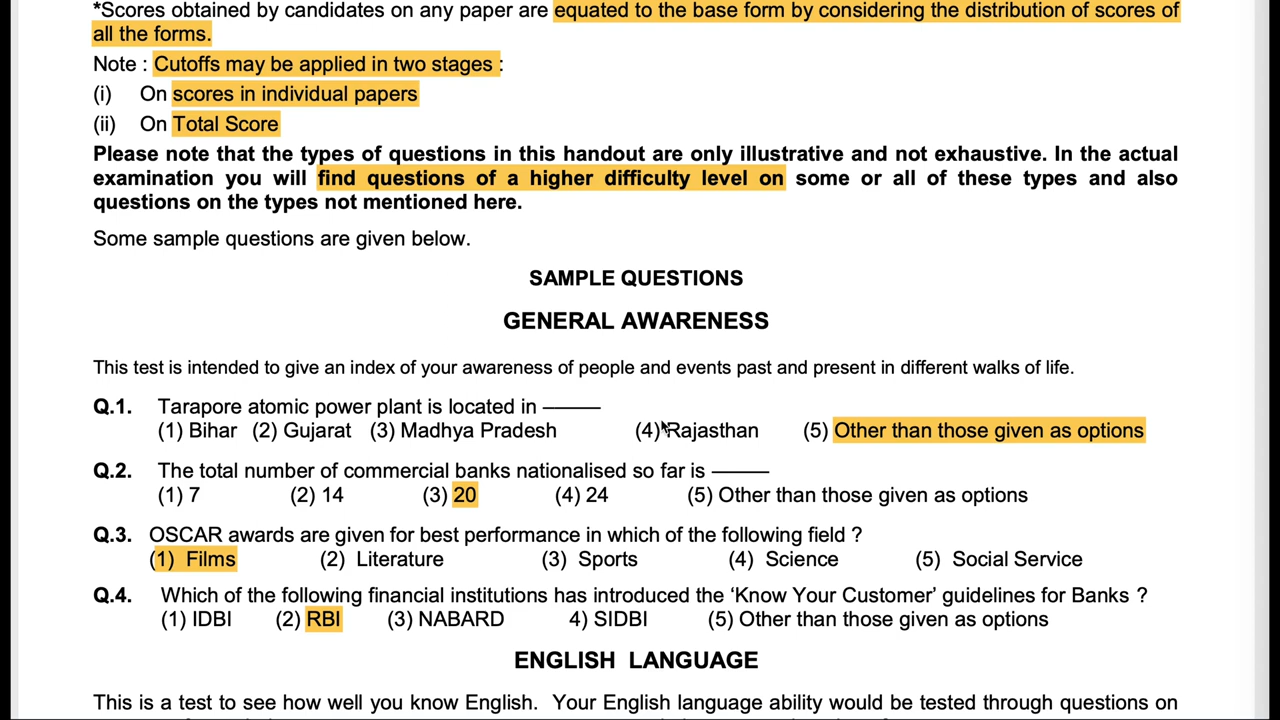 *Scores obtained by candidates on any paper are equated to the base form by considering the distribution of scores of
all the forms.
Note : Cutoffs may be applied in two stages :
(i) On scores in individual papers
(ii) On Total Score
Please note that the types of questions in this handout are only illustrative and not exhaustive. In the actual
examination you will find questions of a higher difficulty level on some or all of these types and also
questions on the types not mentioned here.
Some sample questions are given below.
SAMPLE QUESTIONS
GENERAL AWARENESS
This test is intended to give an index of your awareness of people and events past and present in different walks of life.
Q.1. Tarapore atomic power plant is located in ———
(1) Bihar (2) Gujarat (3) Madhya Pradesh (4) Rajasthan (5) Other than those given as options
Q.2. The total number of commercial banks nationalised so far is ———
(1) 7 (2) 14 (3) 20 (4) 24 (5) Other than those given as options
Q.3. OSCAR awards are given for best performance in which of the following field ?
(1) Films (2) Literature (3) Sports (4) Science (5) Social Service
Q.4. Which of the following financial institutions has introduced the ‘Know Your Customer’ guidelines for Banks ?
(1) IDBI (2) RBI (3) NABARD 4) SIDBI (5) Other than those given as options
ENGLISH LANGUAGE
This is a test to see how well you know English. Your English language ability would be tested through questions on